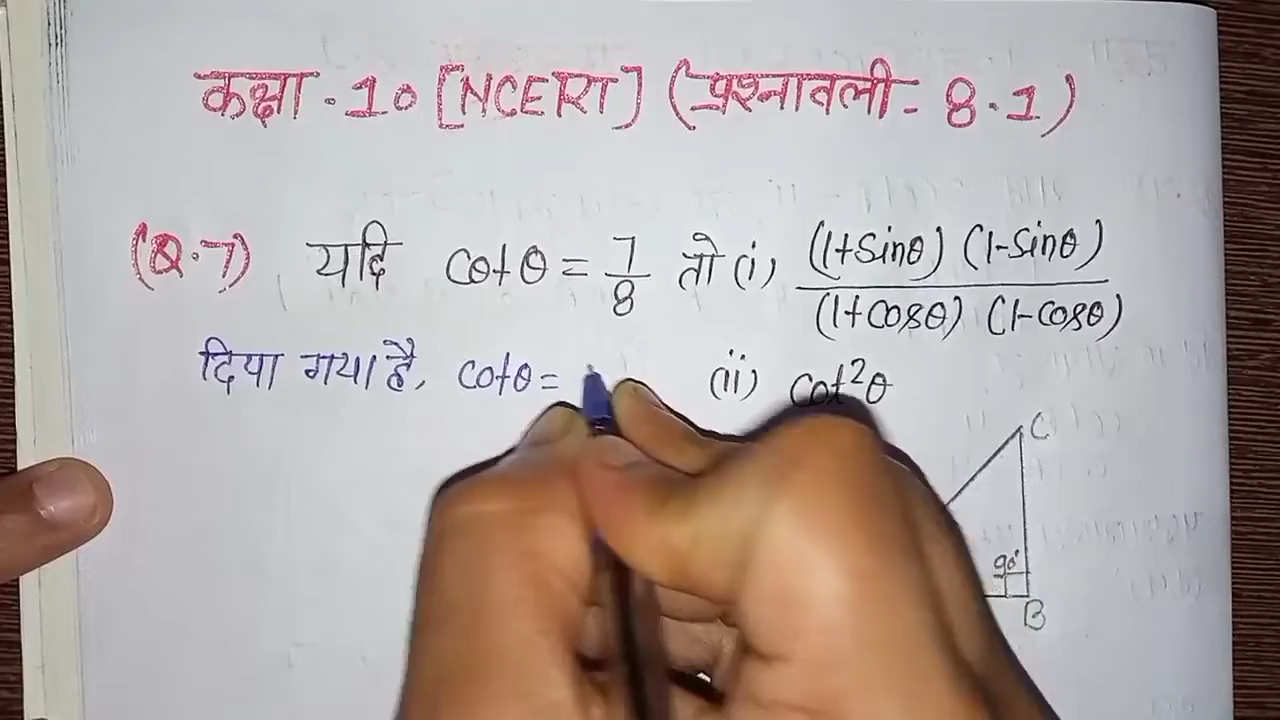 कक्षा. 10 [NCERT] (प्रश्नावली- 8.1)
(Q.7) यदि cotθ = 7/8 तो (i) (1+sinθ) (1-sinθ) / (1+cosθ) (1-cosθ)
दिया गया है, cotθ = (ii) cot²θ
C
90°
B